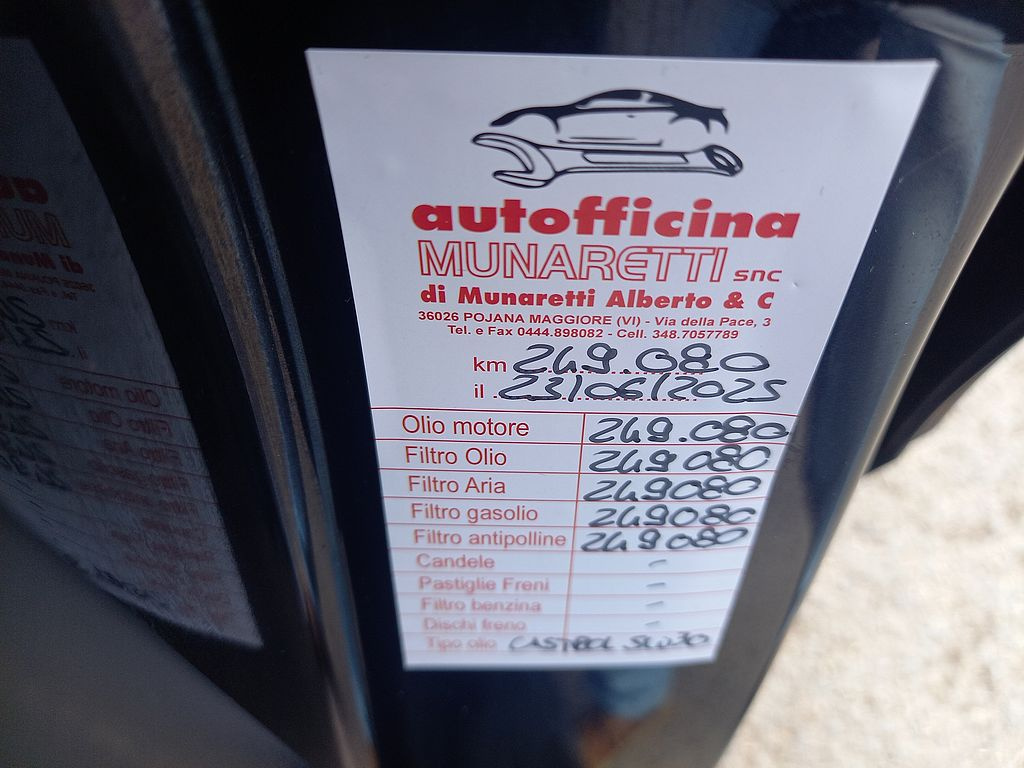 autofficina
MUNARETTI snc
di Munaretti Alberto & C
36026 POJANA MAGGIORE (VI) - Via della Pace, 3
Tel. e Fax 0444.898082 - Cell. 348.7057789
km 249.080
il 23/06/2025
Olio motore 249.080
Filtro Olio 249080
Filtro Aria 249080
Filtro gasolio 249080
Filtro antipolline 249080
Candele -
Pastiglie Freni -
Filtro benzina -
Dischi freno -
Tipo olio CASTROL 5W30